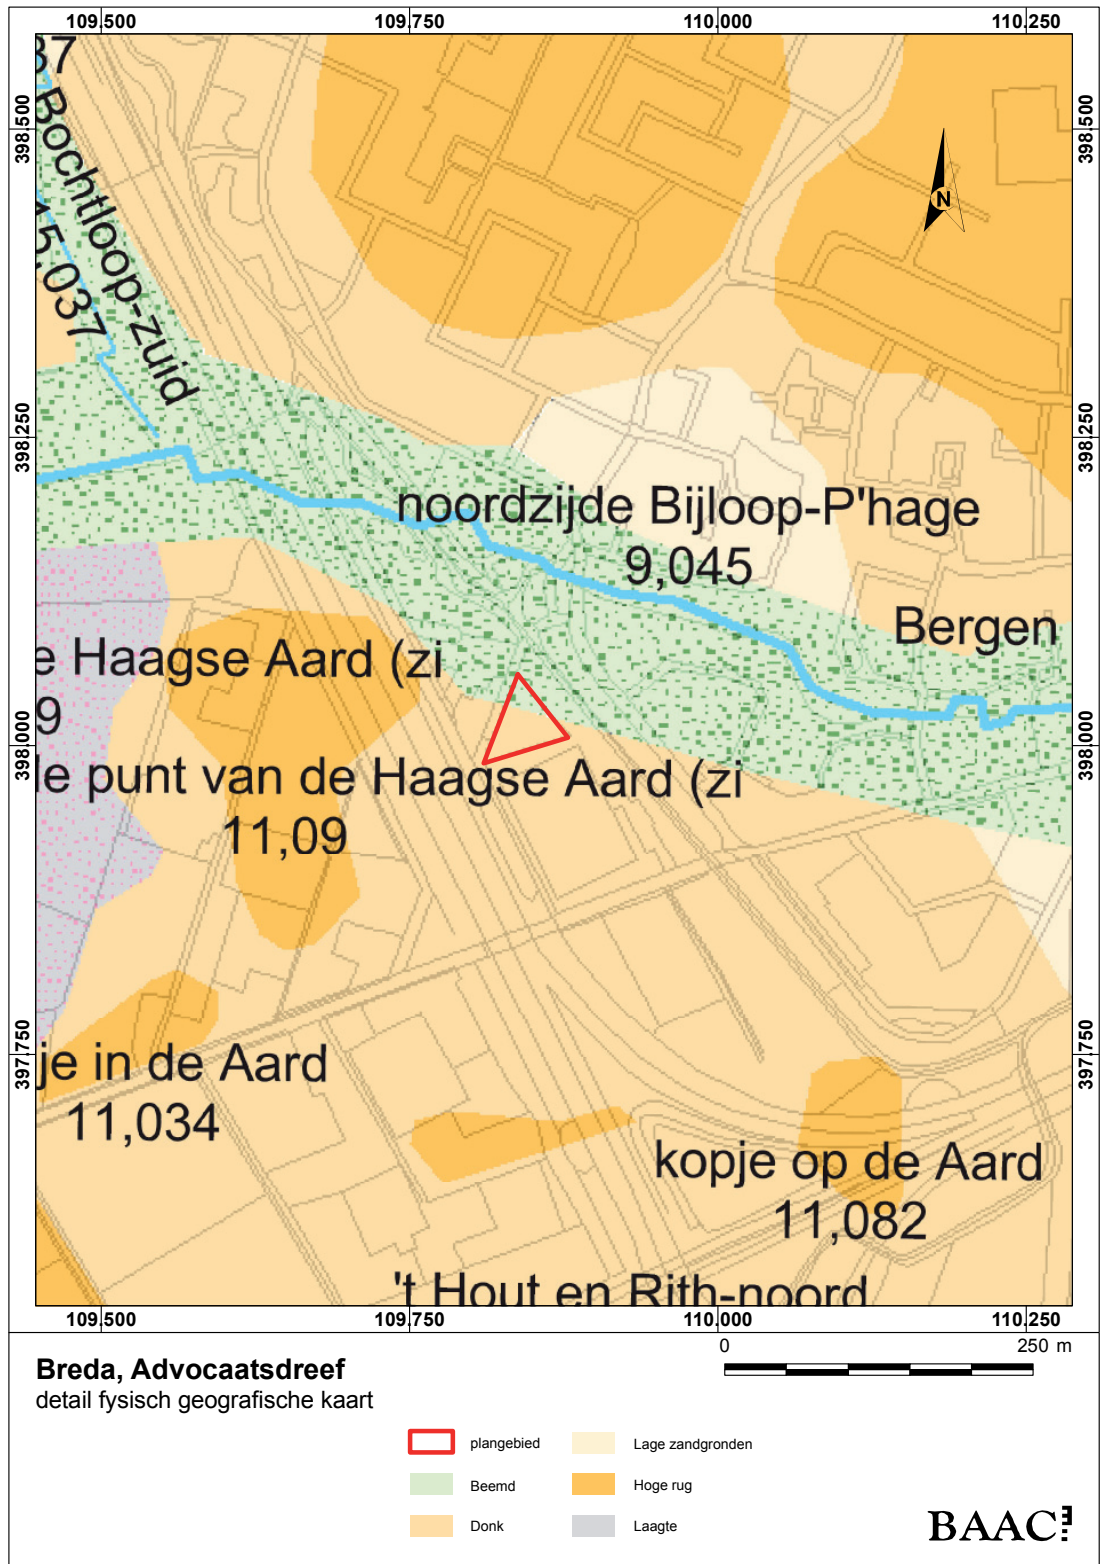 109.500 109.750 110.000 110.250
398.500 398.500
37
Bochtloop-zuid
15,037
N
398.250 398.250
noordzijde Bijloop-P'hage
9,045
Bergen
e Haagse Aard (zi
9
398.000 398.000
le punt van de Haagse Aard (zi
11,09
397.750 397.750
je in de Aard
11,034
kopje op de Aard
11,082
't Hout en Rith-noord
109.500 109.750 110.000 110.250
0 250 m
Breda, Advocaatsdreef
detail fysisch geografische kaart
plangebied Lage zandgronden
Beemd Hoge rug
Donk Laagte
BAAC